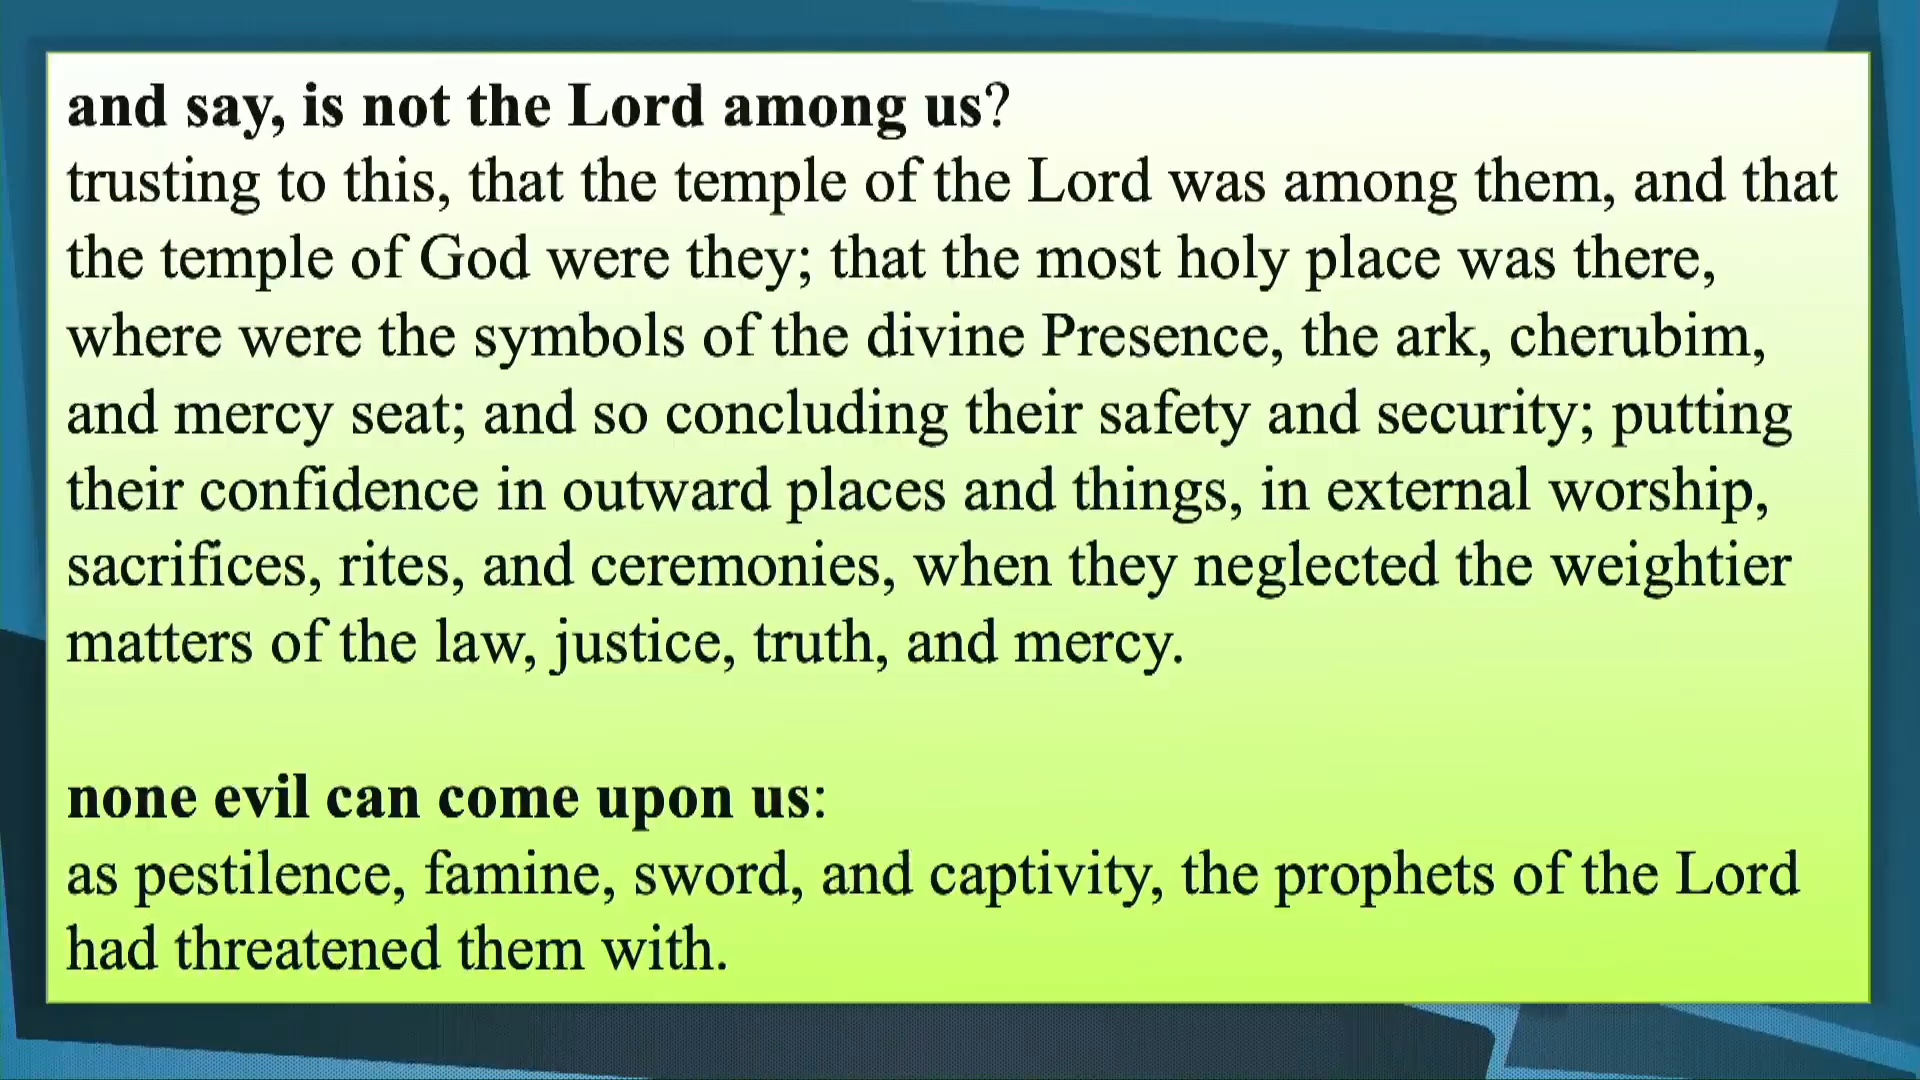 and say, is not the Lord among us?
trusting to this, that the temple of the Lord was among them, and that
the temple of God were they; that the most holy place was there,
where were the symbols of the divine Presence, the ark, cherubim,
and mercy seat; and so concluding their safety and security; putting
their confidence in outward places and things, in external worship,
sacrifices, rites, and ceremonies, when they neglected the weightier
matters of the law, justice, truth, and mercy.
none evil can come upon us:
as pestilence, famine, sword, and captivity, the prophets of the Lord
had threatened them with.